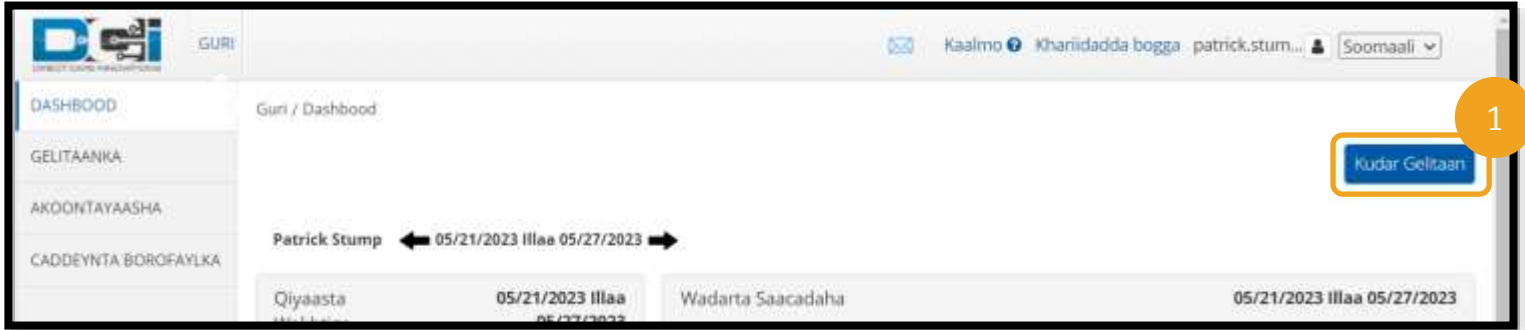 DCI
GURI
Kaalmo
Khariidadda bogga
patrick.stum...
Soomaali
DASHBOOD
Guri / Dashbood
1
GELITAANKA
Kudar Gelitaan
AKOONTAYAASHA
Patrick Stump 05/21/2023 Illaa 05/27/2023
CADDEYNTA BOROFAYLKA
Qiyaasta
05/21/2023 Illaa
05/27/2023
Wadarta Saacadaha
05/21/2023 Illaa 05/27/2023